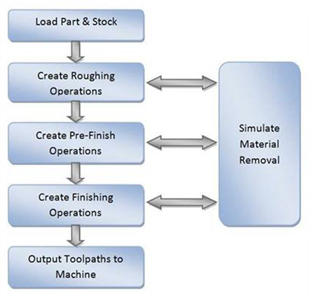 Load Part & Stock
Create Roughing
Operations
Create Pre-Finish
Operations
Create Finishing
Operations
Output Toolpaths to
Machine
Simulate
Material
Removal